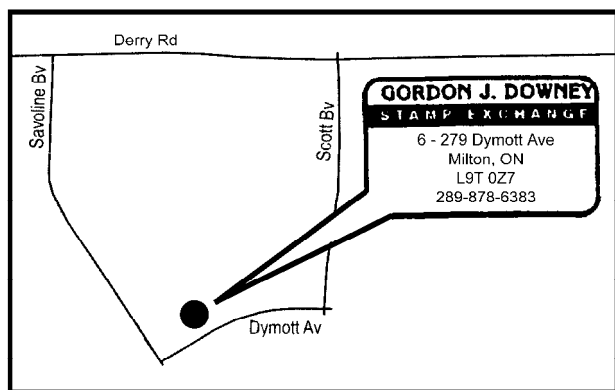 Derry Rd
Savoline Bv
Scott Bv
GORDON J. DOWNEY
STAMP EXCHANGE
6 - 279 Dymott Ave
Milton, ON
L9T 0Z7
289-878-6383
Dymott Av